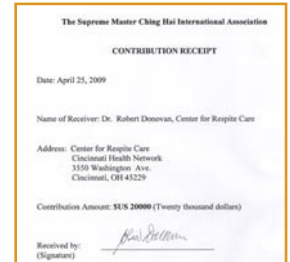 The Supreme Master Ching Hai International Association
CONTRIBUTION RECEIPT
Date: April 25, 2009
Name of Receiver: Dr. Robert Donovan, Center for Respite Care
Address: Center for Respite Care
Cincinnati Health Network
3550 Washington Ave.
Cincinnati, OH 45229
Contribution Amount: $US 20000 (Twenty thousand dollars)
Received by:
(Signature)